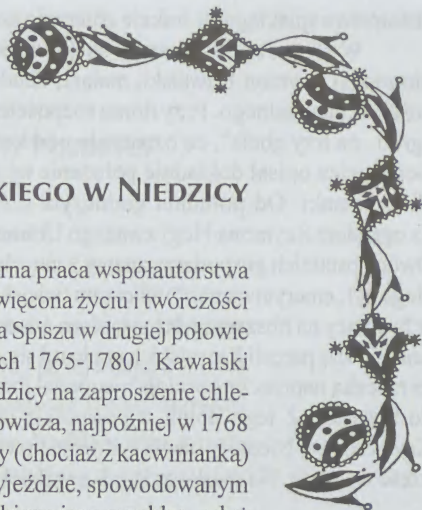 KIEGO W NIEDZICY
rna praca współautorstwa
więcona życiu i twórczości
a Spiszu w drugiej połowie
ch 1765-1780¹. Kawalski
dzicy na zaproszenie chle-
owicza, najpóźniej w 1768
y (chociaż z kacwinianką)
yjeździe, spowodowanym